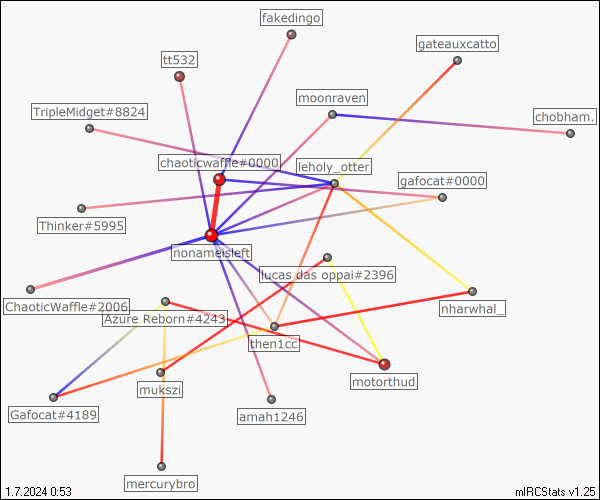 fakedingo
gateauxcatto
tt532
moonraven
TripleMidget#8824
chobham.
chaoticwaffle#0000
leholy_otter
gafocat#0000
Thinker#5995
nonameisleft
lucas das oppai#2396
ChaoticWaffle#2006
nharwhal_
Azure Reborn#4243
then1cc
motorthud
mukszi
Gafocat#4189
amah1246
mercurybro
1.7.2024 0:53
mIRCStats v1.25